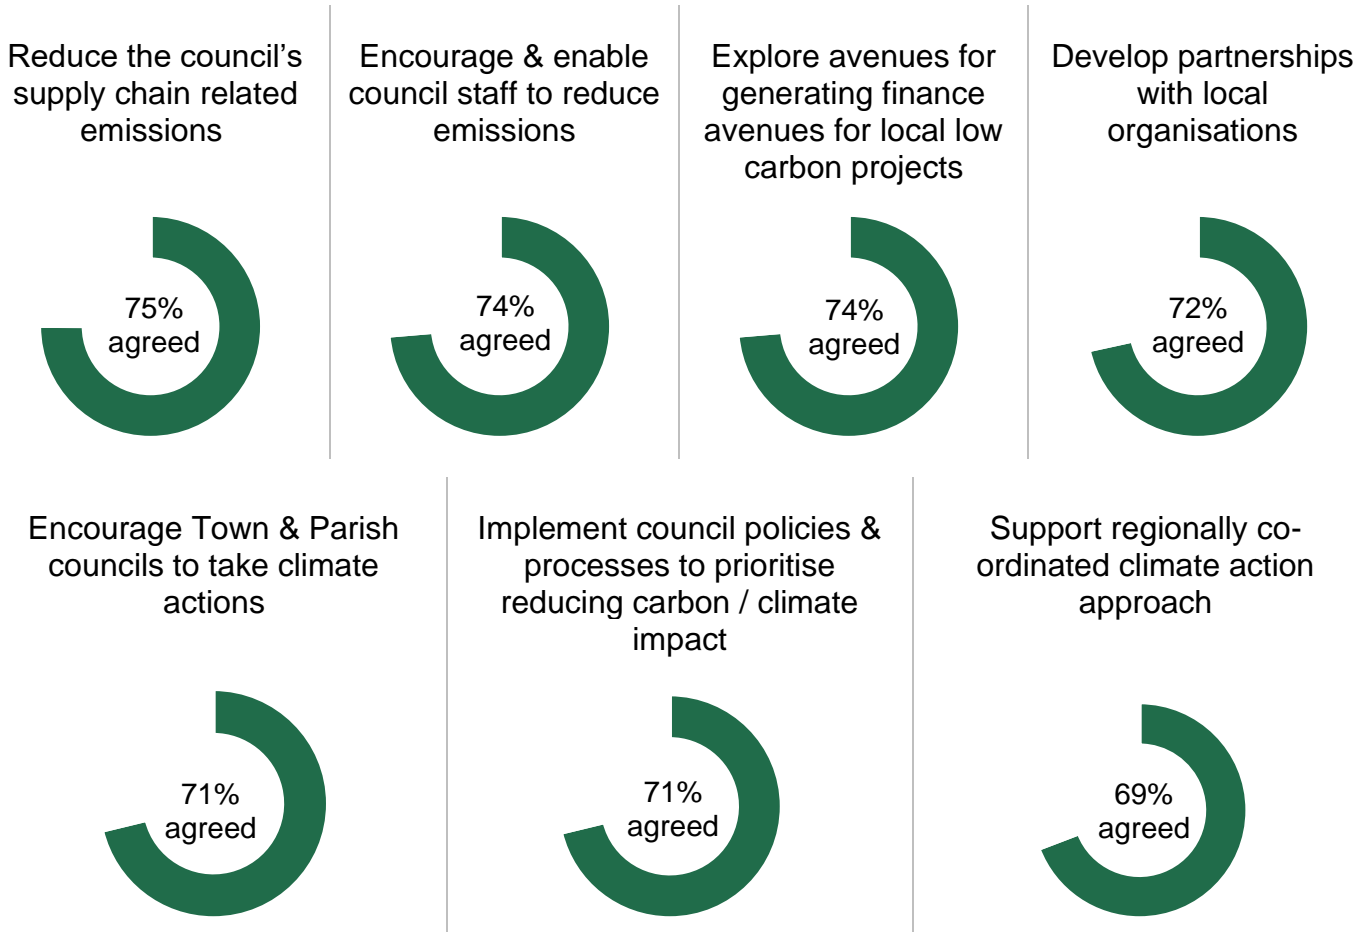 Reduce the council’s
supply chain related
emissions
Encourage & enable
council staff to reduce
emissions
Explore avenues for
generating finance
avenues for local low
carbon projects
Develop partnerships
with local
organisations
75%
agreed
74%
agreed
74%
agreed
72%
agreed
Encourage Town & Parish
councils to take climate
actions
Implement council policies &
processes to prioritise
reducing carbon / climate
impact
Support regionally co-
ordinated climate action
approach
71%
agreed
71%
agreed
69%
agreed